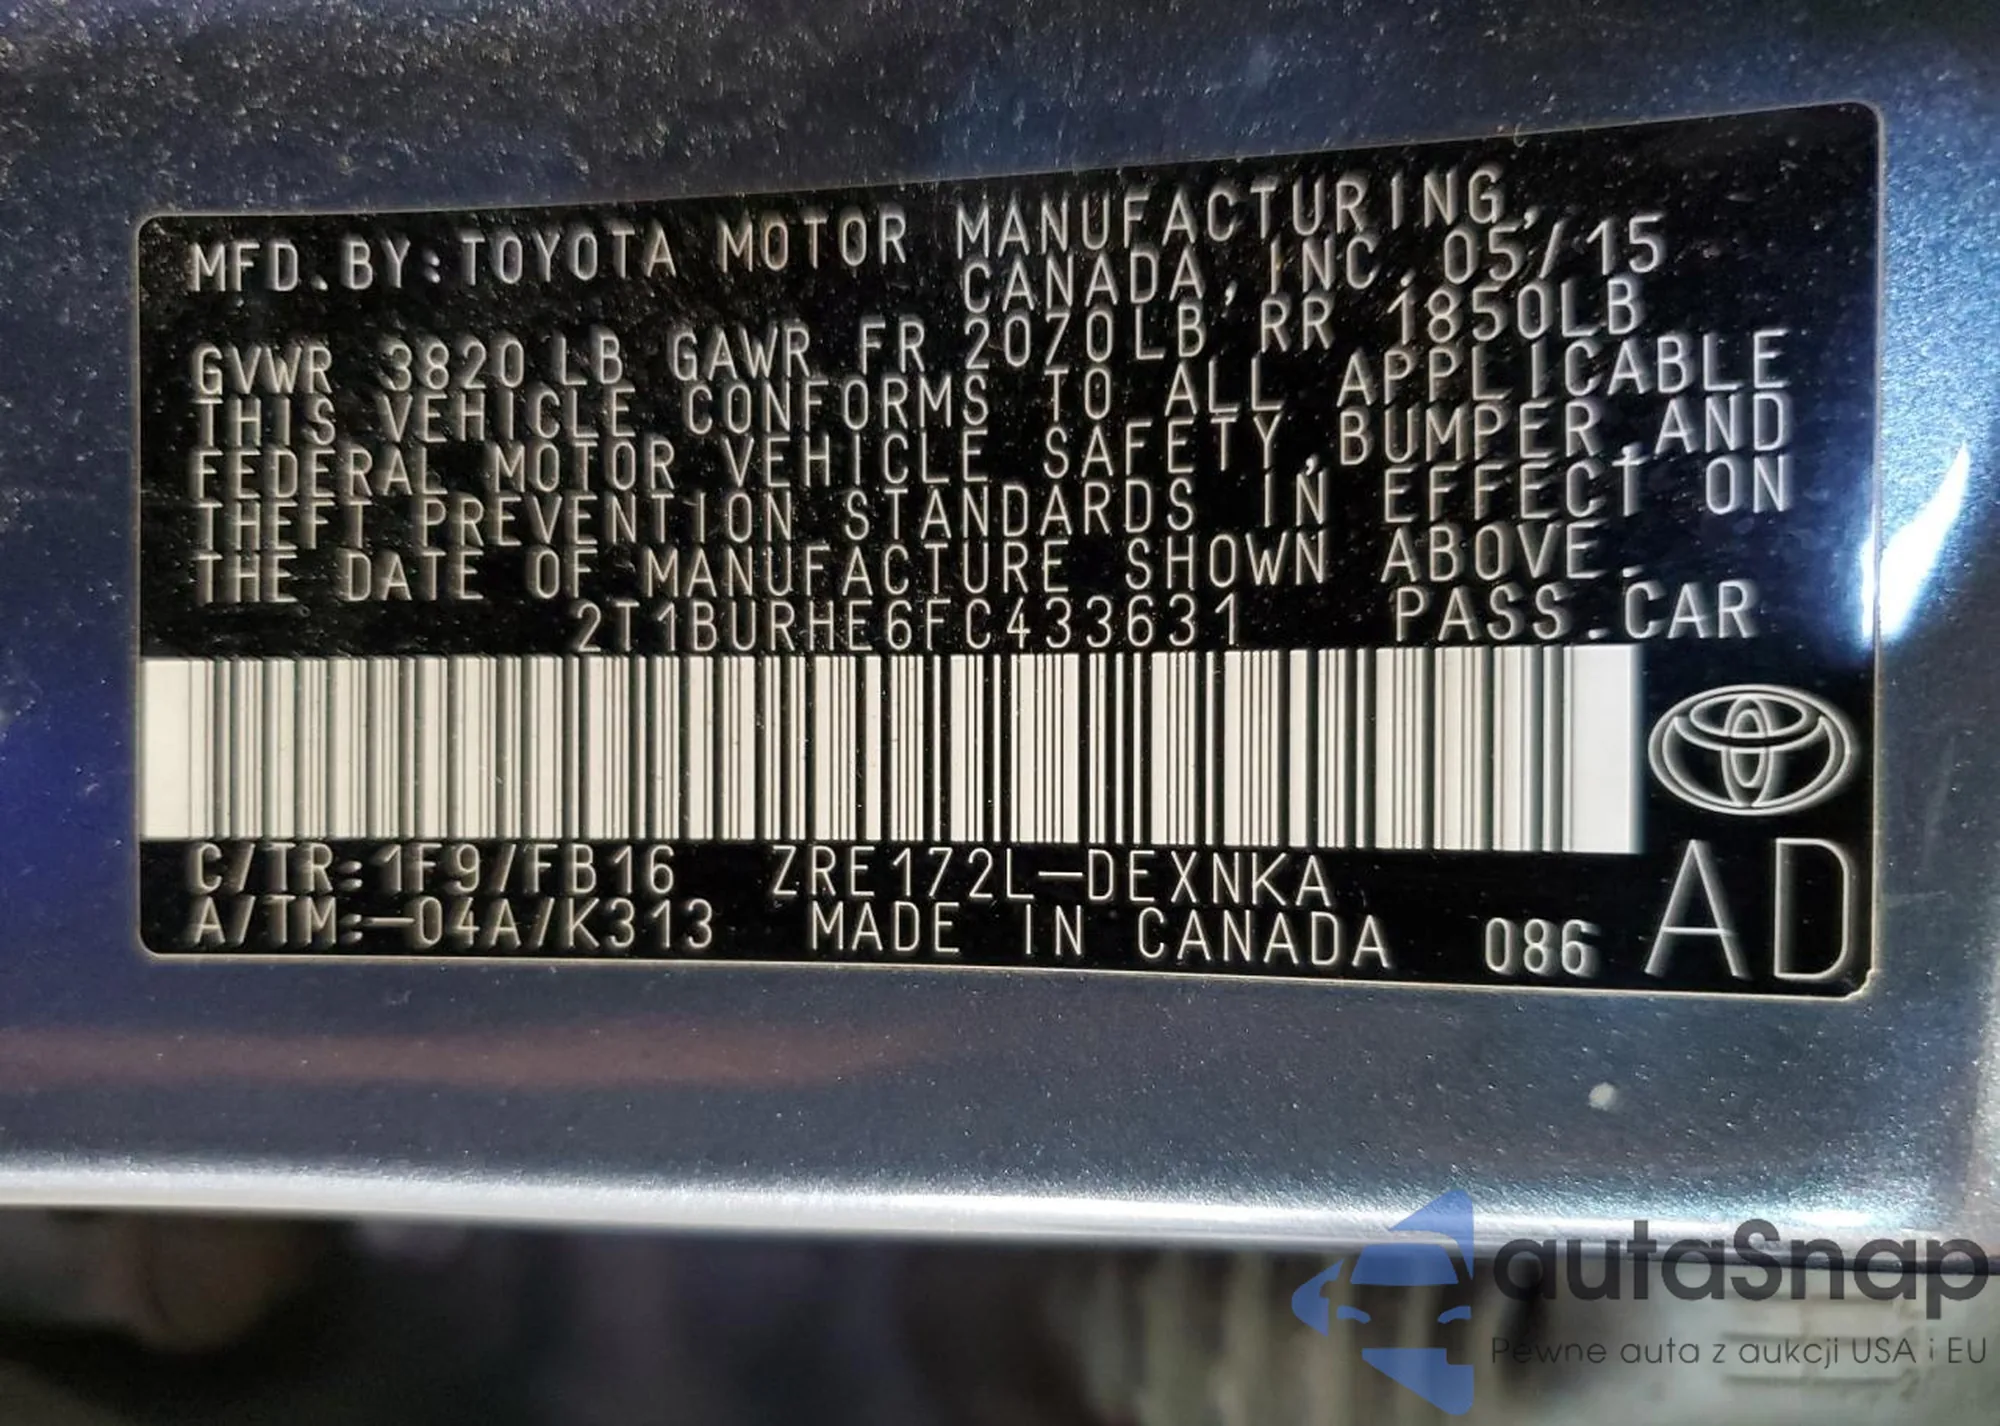 MFD.BY:TOYOTA MOTOR MANUFACTURING,
CANADA,INC. 05/15
GVWR 3820 LB GAWR FR 2070LB RR 1850LB
THIS VEHICLE CONFORMS TO ALL APPLICABLE
FEDERAL MOTOR VEHICLE SAFETY,BUMPER,AND
THEFT PREVENTION STANDARDS IN EFFECT ON
THE DATE OF MANUFACTURE SHOWN ABOVE.
2T1BURHE6FC433631 PASS.CAR
C/TR:1F9/FB16 ZRE172L-DEXNKA
A/TM:-04A/K313 MADE IN CANADA 086 AD
autaSnap
Pewne auta z aukcji USA i EU